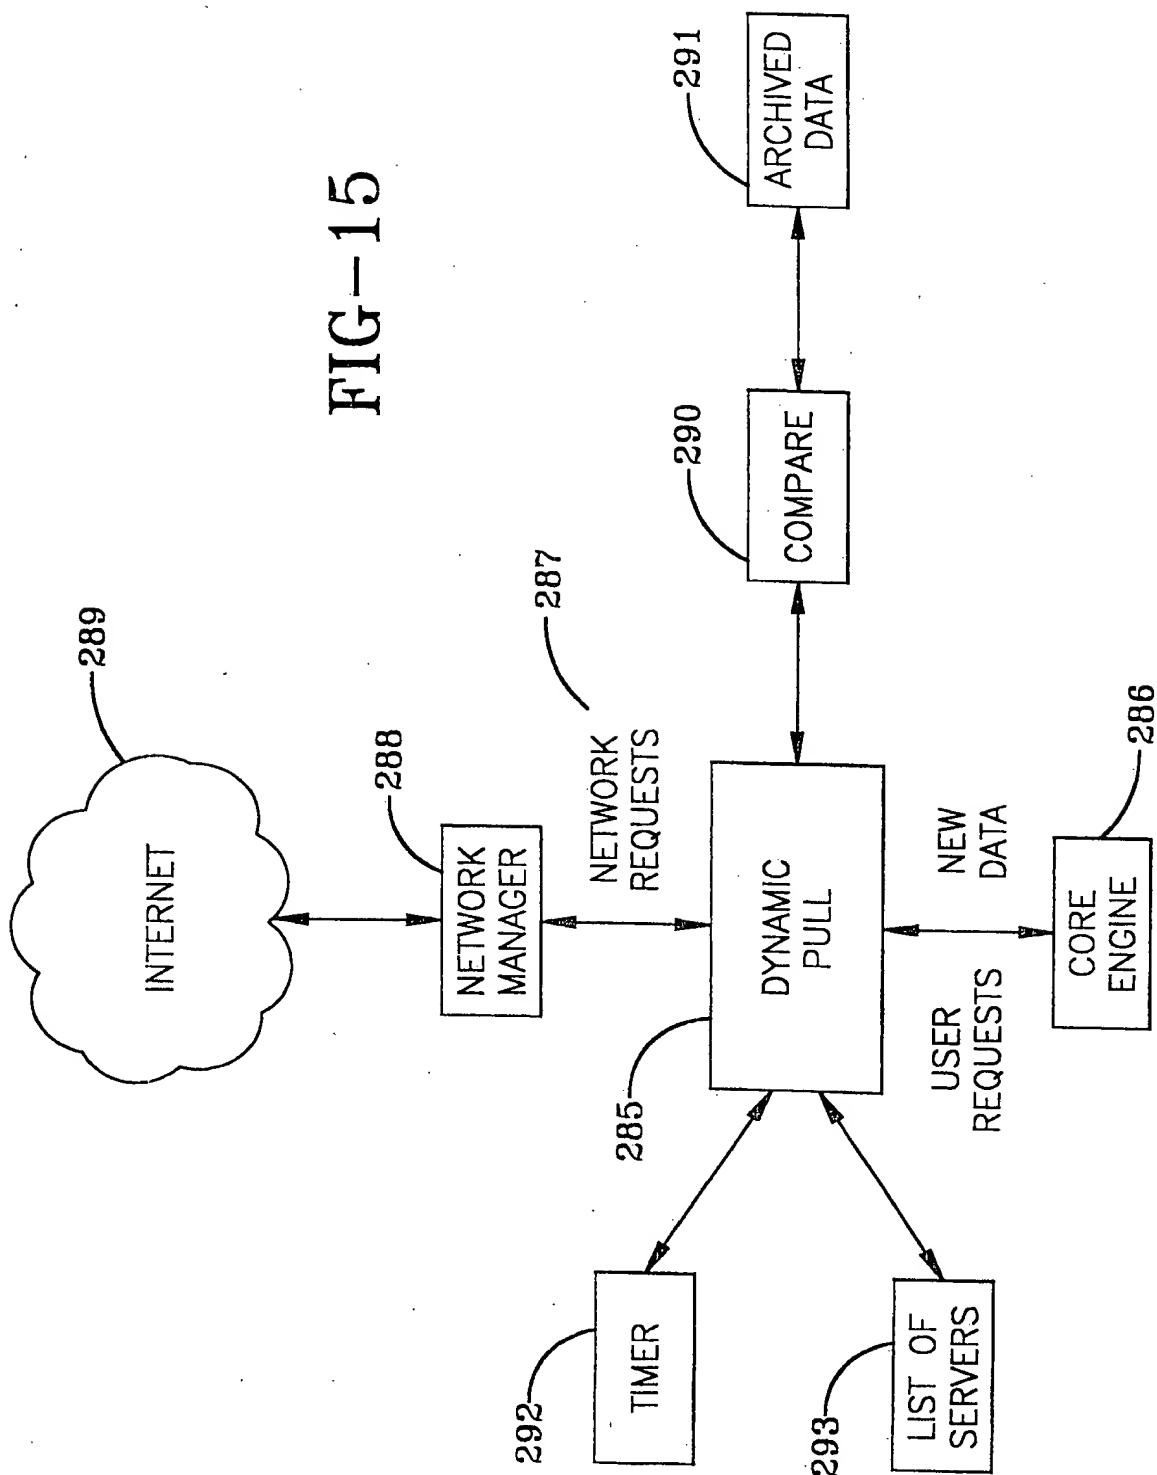 289
INTERNET
FIG-15
288
NETWORK
MANAGER
292
287
NETWORK
REQUESTS
285
TIMER
290
291
DYNAMIC
PULL
COMPARE
ARCHIVED
DATA
293
LIST OF
SERVERS
USER
REQUESTS
NEW
DATA
CORE
ENGINE
286